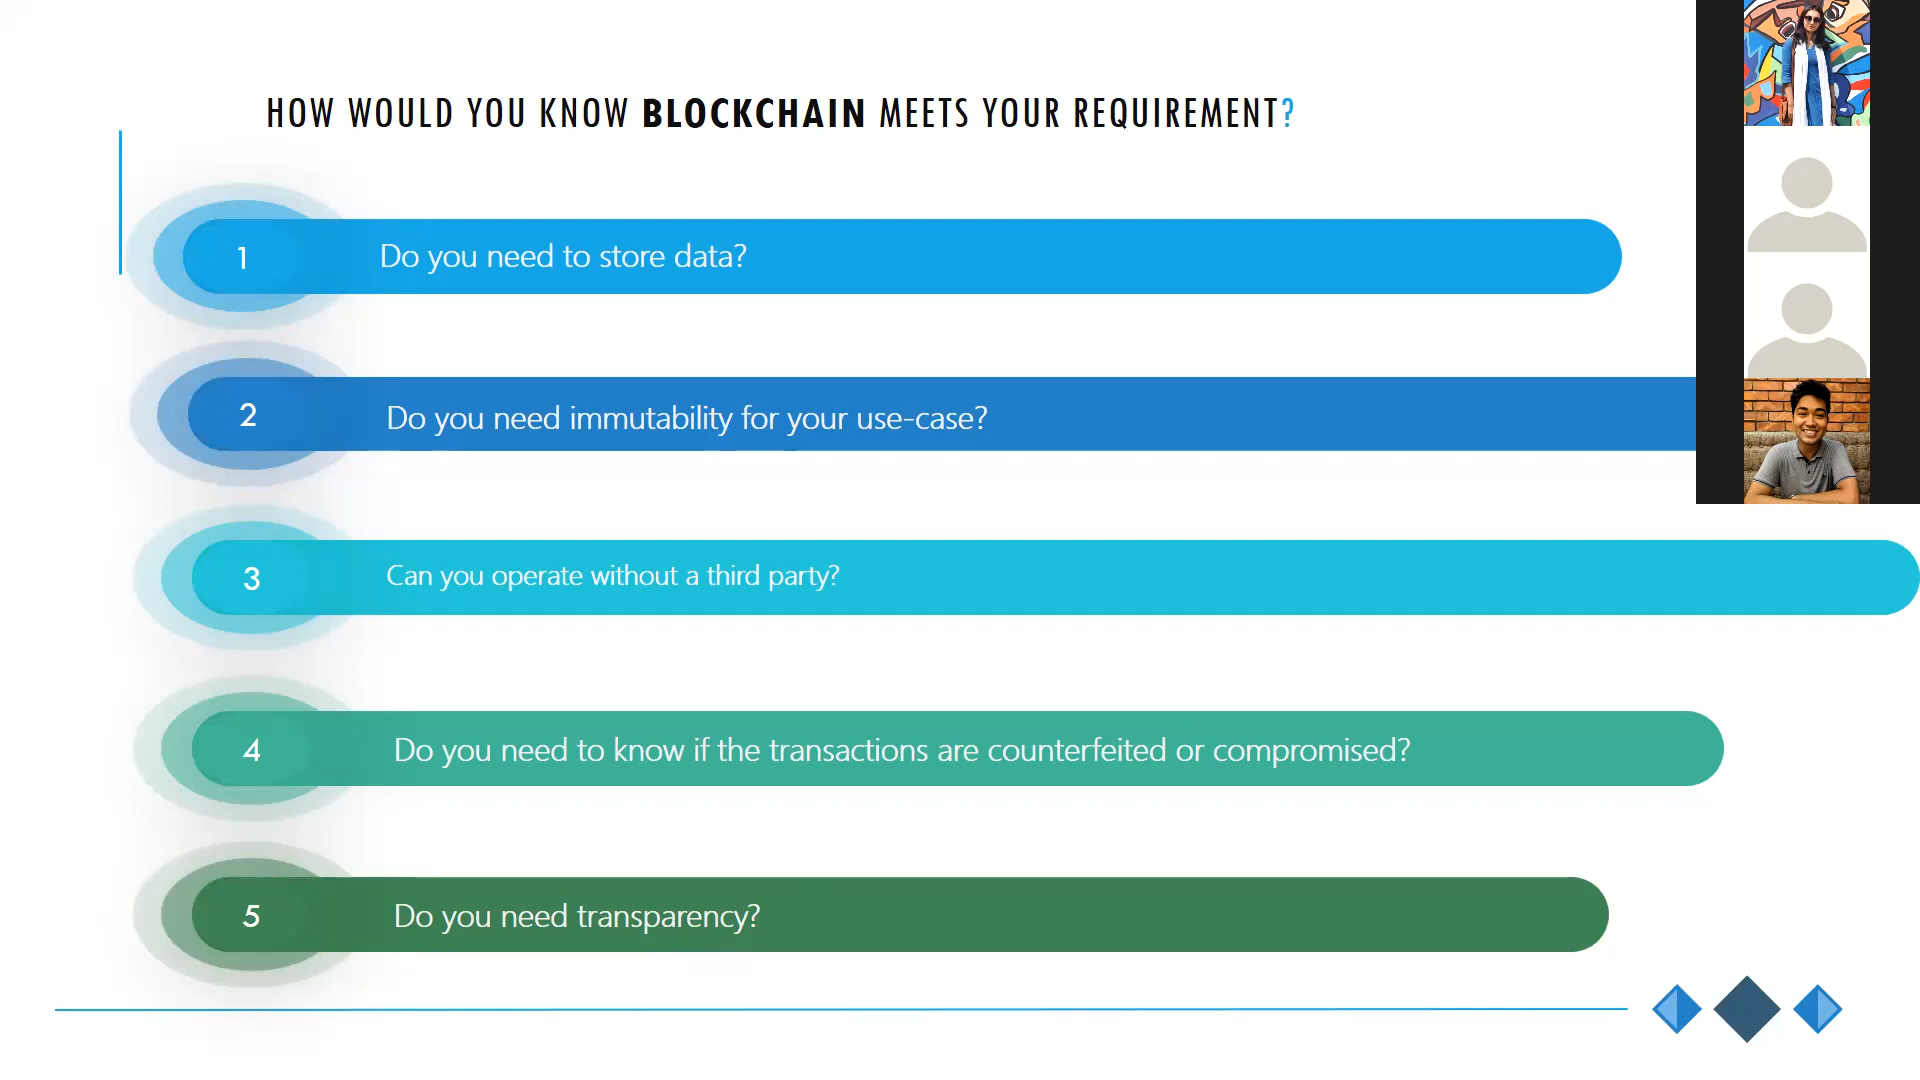 HOW WOULD YOU KNOW BLOCKCHAIN MEETS YOUR REQUIREMENT?
1 Do you need to store data?
2 Do you need immutability for your use-case?
3 Can you operate without a third party?
4 Do you need to know if the transactions are counterfeited or compromised?
5 Do you need transparency?